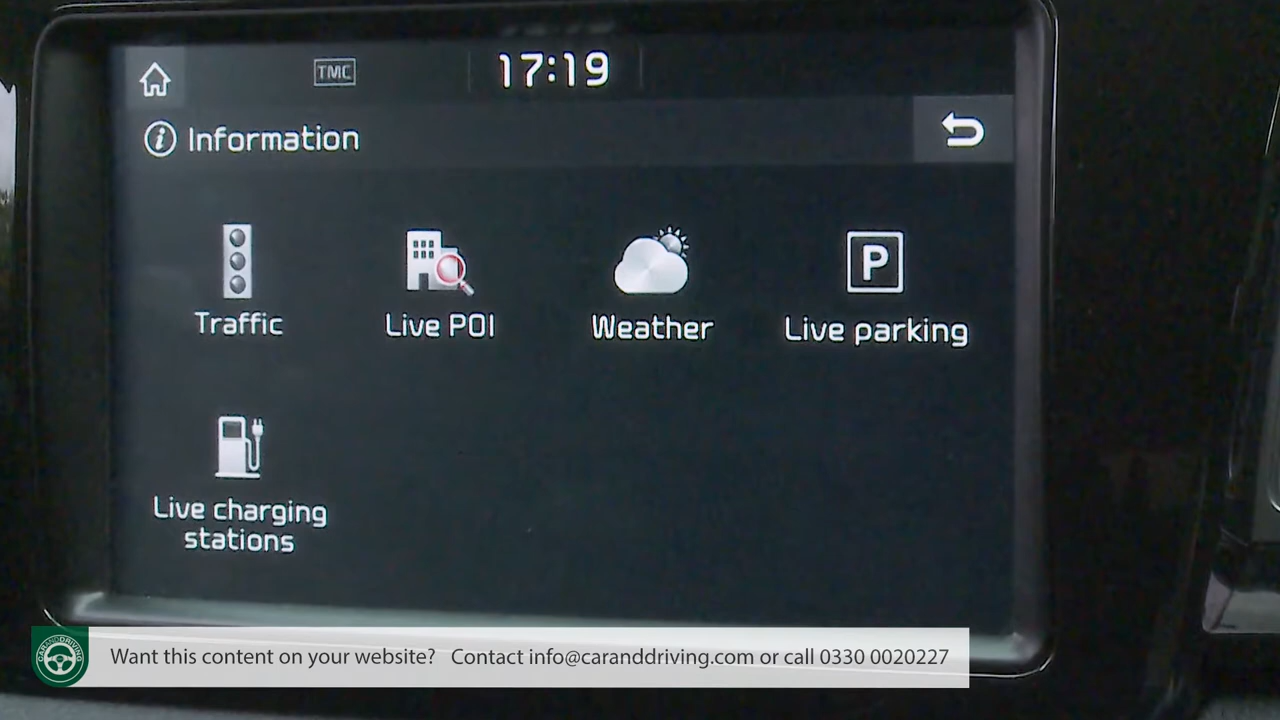 TMC
17:19
Information
Traffic
Live POI
Weather
P
Live parking
Live charging
stations
CARANDDRIVING
Want this content on your website? Contact info@caranddriving.com or call 0330 0020227